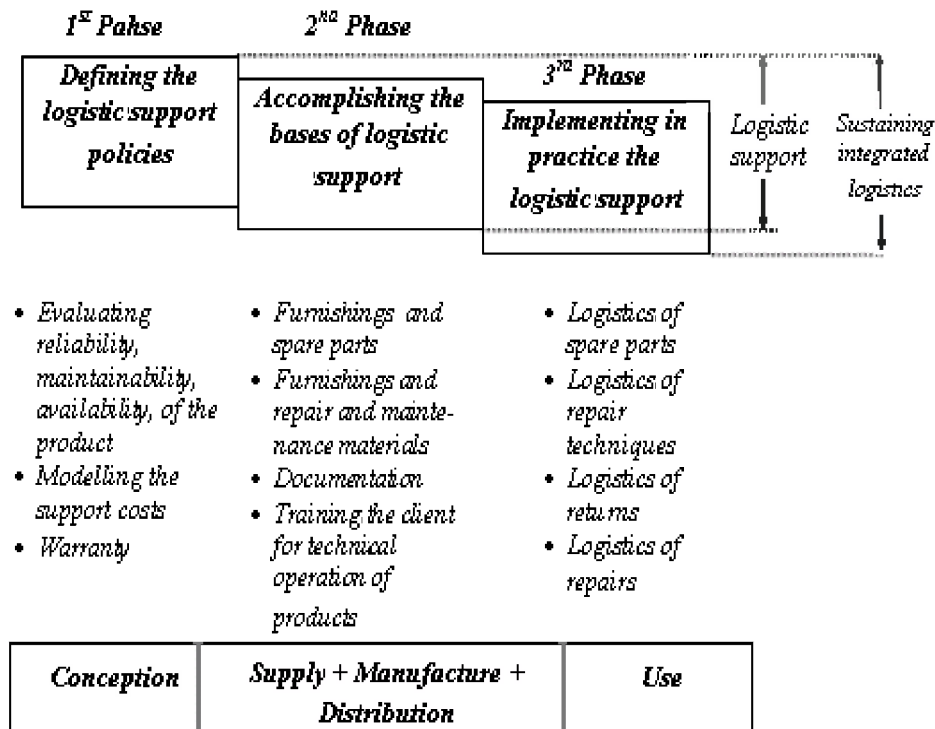 1st Pahse
2nd Phase
3rd Phase
Defining the
logistic support
policies
Accomplishing the
bases of logistic
support
Implementing in
practice the
logistic support
Logistic
support
Sustaining
integrated
logistics
• Evaluating
reliability,
maintainability,
availability, of the
product
• Modelling the
support costs
• Warranty
• Furnishings and
spare parts
• Furnishings and
repair and mainte-
nance materials
• Documentation
• Training the client
for technical
operation of
products
• Logistics of
spare parts
• Logistics of
repair
techniques
• Logistics of
returns
• Logistics of
repairs
Conception
Supply + Manufacture +
Distribution
Use